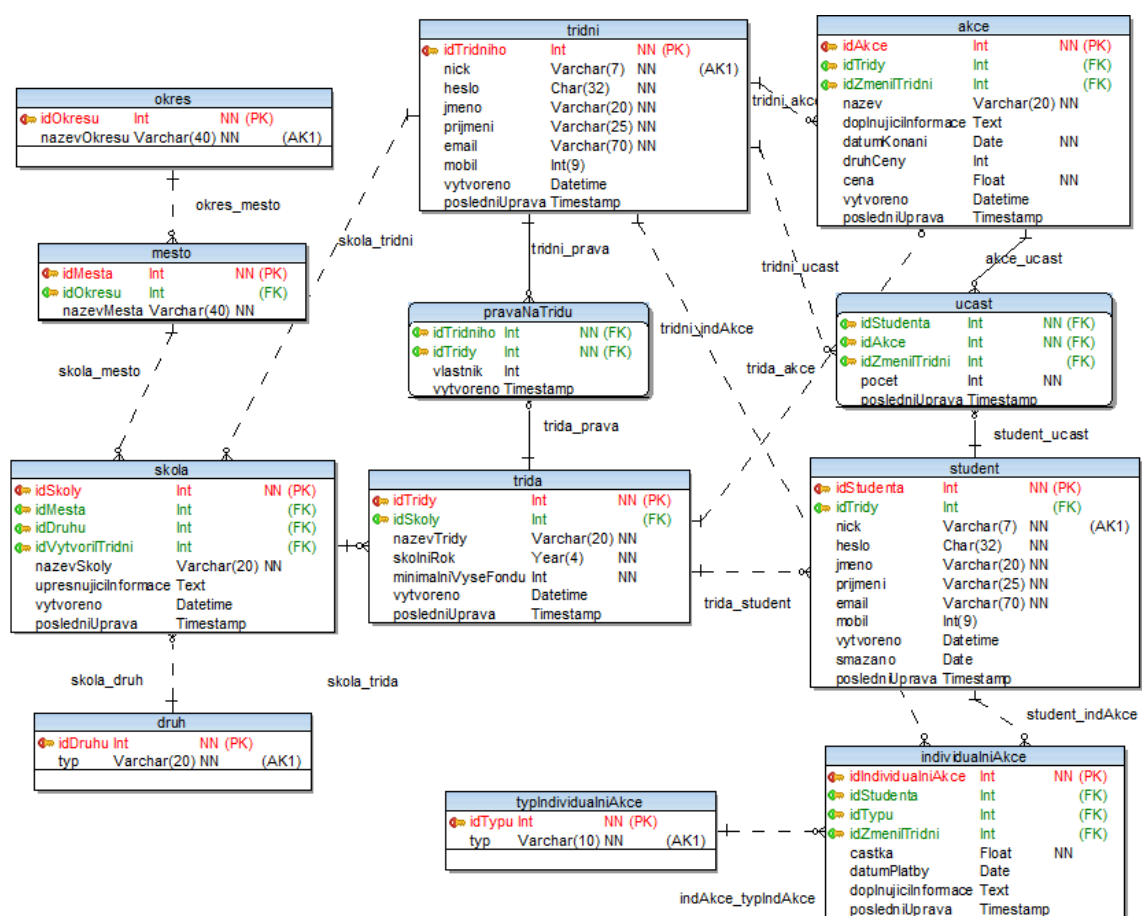 tridni
idTridniho Int NN (PK)
nick Varchar(7) NN (AK1)
heslo Char(32) NN
jmeno Varchar(20) NN
prijmeni Varchar(25) NN
email Varchar(70) NN
mobil Int(9)
vytvoreno Datetime
posledniUprava Timestamp
akce
idAkce Int NN (PK)
idTridy Int (FK)
idZmenilTridni Int (FK)
nazev Varchar(20) NN
doplnujiciInformace Text
datumKonani Date NN
druhCeny Int
cena Float NN
vytvoreno Datetime
posledniUprava Timestamp
tridni_akce
okres
idOkresu Int NN (PK)
nazevOkresu Varchar(40) NN (AK1)
okres_mesto
skola_tridni
tridni_prava
tridni_ucast
akce_ucast
mesto
idMesta Int NN (PK)
idOkresu Int (FK)
nazevMesta Varchar(40) NN
pravaNaTridu
idTridniho Int NN (FK)
idTridy Int NN (FK)
vlastnik Int
vytvoreno Timestamp
tridni_indAkce
ucast
idStudenta Int NN (FK)
idAkce Int NN (FK)
idZmenilTridni Int (FK)
pocet Int NN
posledniUprava Timestamp
skola_mesto
trida_akce
trida_prava
student_ucast
skola
idSkoly Int NN (PK)
idMesta Int (FK)
idDruhu Int (FK)
idVytvorilTridni Int (FK)
nazevSkoly Varchar(20) NN
upresnujiciInformace Text
vytvoreno Datetime
posledniUprava Timestamp
trida
idTridy Int NN (PK)
idSkoly Int (FK)
nazevTridy Varchar(20) NN
skolniRok Year(4) NN
minimalniVyseFondu Int NN
vytvoreno Datetime
posledniUprava Timestamp
student
idStudenta Int NN (PK)
idTridy Int (FK)
nick Varchar(7) NN (AK1)
heslo Char(32) NN
jmeno Varchar(20) NN
prijmeni Varchar(25) NN
email Varchar(70) NN
mobil Int(9)
vytvoreno Datetime
smazano Date
posledniUprava Timestamp
trida_student
skola_druh
skola_trida
student_indAkce
druh
idDruhu Int NN (PK)
typ Varchar(20) NN (AK1)
typIndividualniAkce
idTypu Int NN (PK)
typ Varchar(10) NN (AK1)
individualniAkce
idIndividualniAkce Int NN (PK)
idStudenta Int (FK)
idTypu Int (FK)
idZmenilTridni Int (FK)
castka Float NN
datumPlatby Date
doplnujiciInformace Text
posledniUprava Timestamp
indAkce_typIndAkce